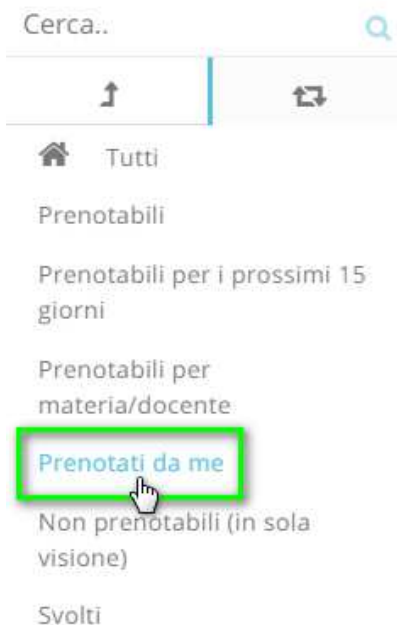 Cerca..
Tutti
Prenotabili
Prenotabili per i prossimi 15
giorni
Prenotabili per
materia/docente
Prenotati da me
Non prenotabili (in sola
visione)
Svolti